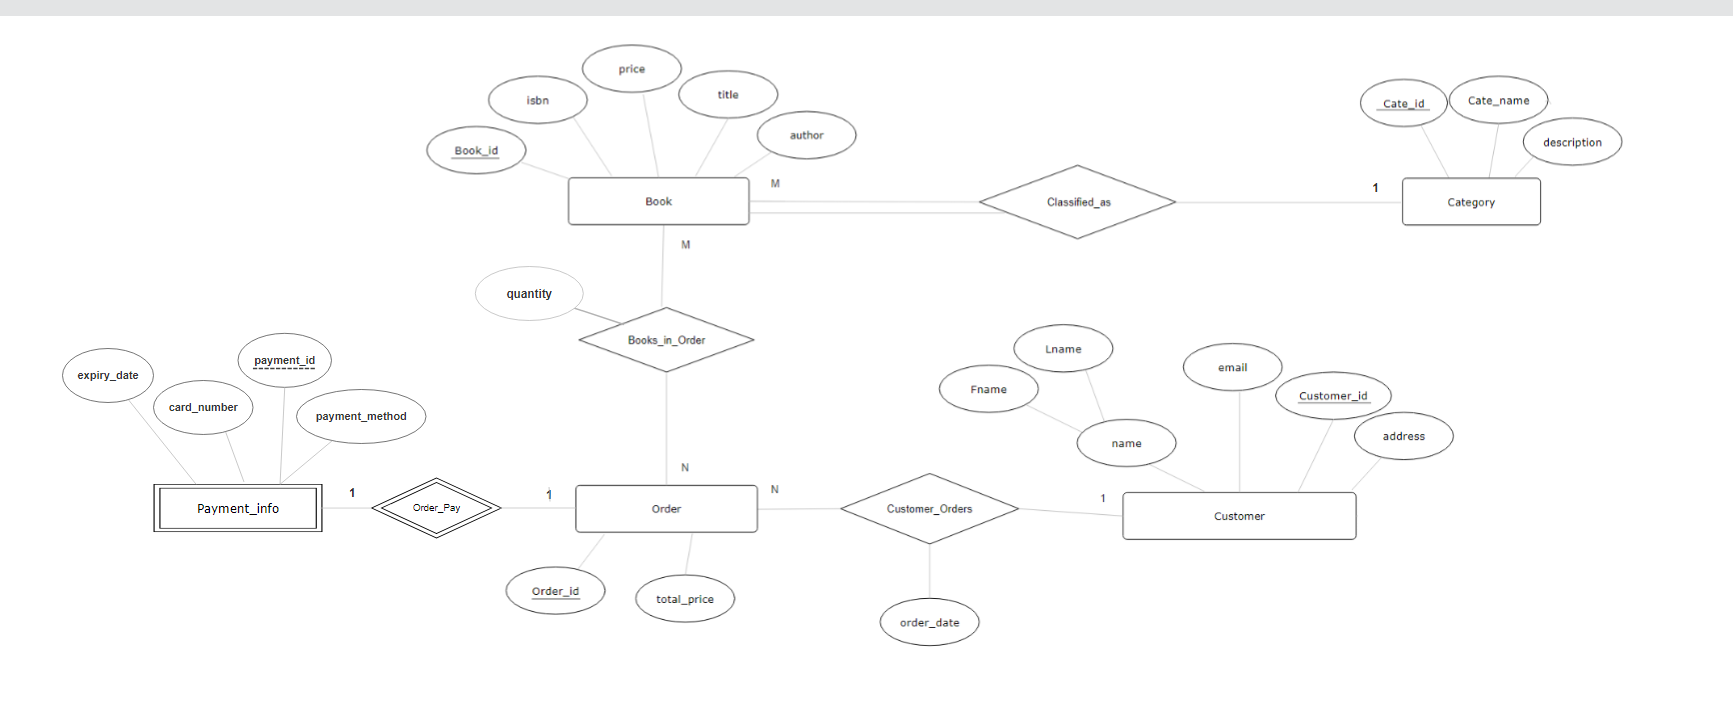 price
title
isbn
author
Book_id
Cate_id
Cate_name
description
M
1
Book
Classified_as
Category
M
quantity
Books_in_Order
Lname
email
Fname
Customer_id
address
name
payment_id
expiry_date
card_number
payment_method
N
N
1
1
1
Payment_info
Order_Pay
Order
Customer_Orders
Customer
Order_id
total_price
order_date